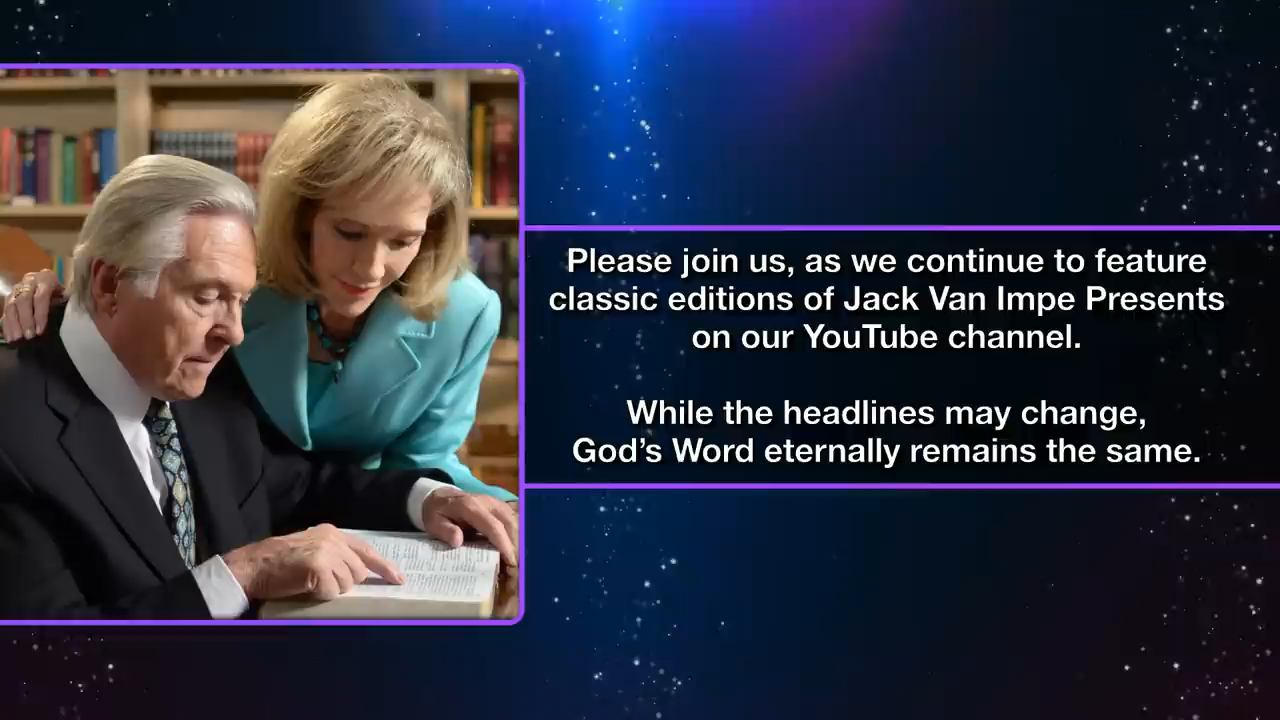 Please join us, as we continue to feature
classic editions of Jack Van Impe Presents
on our YouTube channel.
While the headlines may change,
God's Word eternally remains the same.